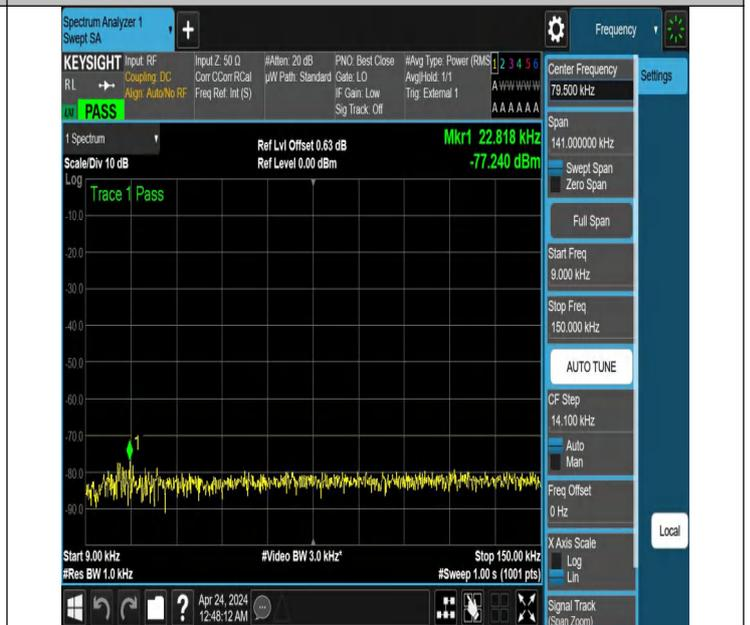 Spectrum Analyzer 1
Swept SA
+
Frequency
KEYSIGHT
RL
PASS
Input: RF
Coupling: DC
Align: Auto/No RF
Input Z: 50 Ω
Corr CCorr RCal
Freq Ref: Int (S)
#Atten: 20 dB
µW Path: Standard
PNO: Best Close
Gate: LO
IF Gain: Low
Sig Track: Off
#Avg Type: Power (RMS
Avg|Hold: 1/1
Trig: External 1
1 2 3 4 5 6
A W W W W W
A A A A A A
Center Frequency
79.500 kHz
Settings
Span
141.000000 kHz
Swept Span
Zero Span
Full Span
Start Freq
9.000 kHz
Stop Freq
150.000 kHz
AUTO TUNE
CF Step
14.100 kHz
Auto
Man
Freq Offset
0 Hz
X Axis Scale
Log
Lin
Signal Track
(Span Zoom)
Local
1 Spectrum
Scale/Div 10 dB
Ref Lvl Offset 0.63 dB
Ref Level 0.00 dBm
Mkr1 22.818 kHz
-77.240 dBm
Log
Trace 1 Pass
-10.0
-20.0
-30.0
-40.0
-50.0
-60.0
-70.0
-80.0
-90.0
1
Start 9.00 kHz
#Res BW 1.0 kHz
#Video BW 3.0 kHz*
Stop 150.00 kHz
#Sweep 1.00 s (1001 pts)
?
Apr 24, 2024
12:48:12 AM